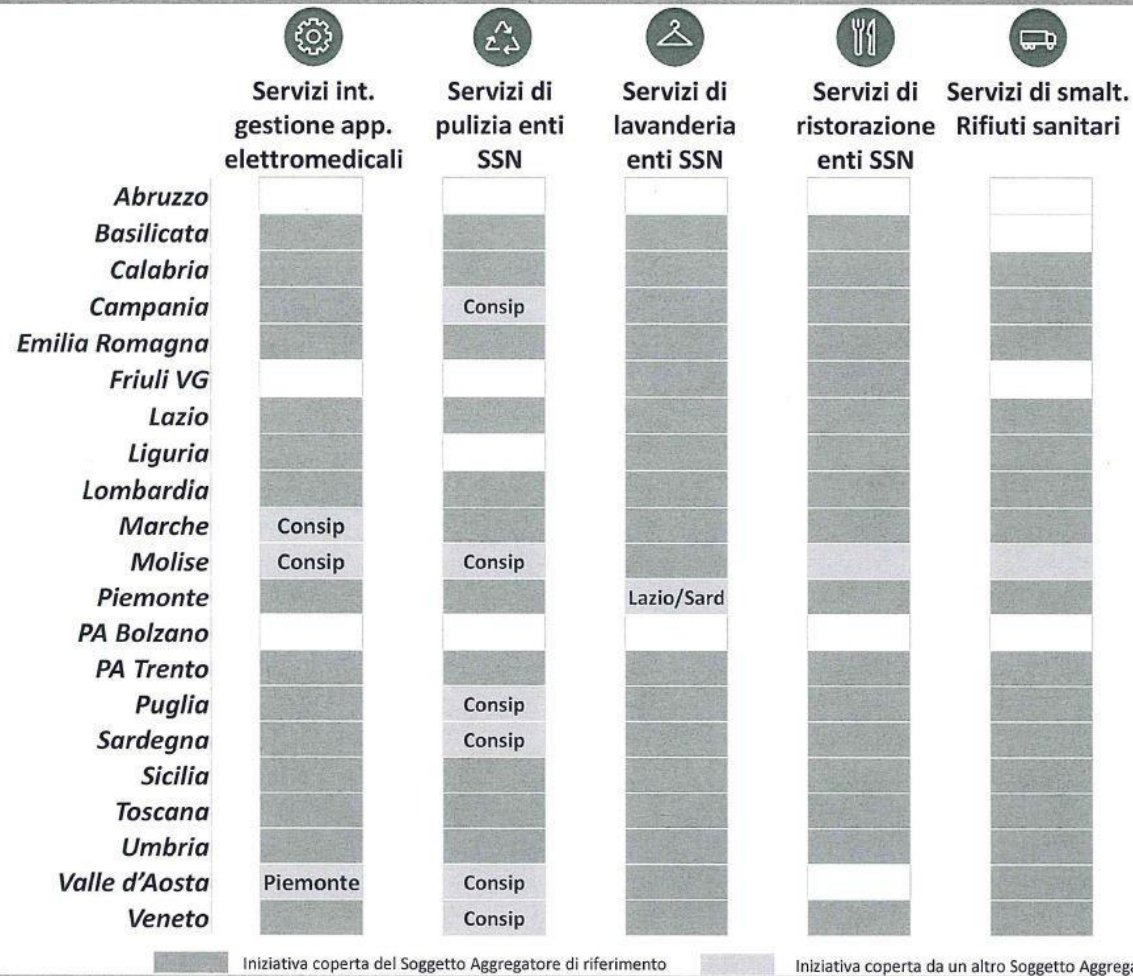 Servizi int.
gestione app.
elettromedicali
Servizi di
pulizia enti
SSN
Servizi di
lavanderia
enti SSN
Servizi di
ristorazione
enti SSN
Servizi di smalt.
Rifiuti sanitari
Abruzzo
Basilicata
Calabria
Campania Consip
Emilia Romagna
Friuli VG
Lazio
Liguria
Lombardia
Marche Consip
Molise Consip Consip
Piemonte Lazio/Sard
PA Bolzano
PA Trento
Puglia Consip
Sardegna Consip
Sicilia
Toscana
Umbria
Valle d'Aosta Piemonte Consip
Veneto Consip
Iniziativa coperta del Soggetto Aggregatore di riferimento Iniziativa coperta da un altro Soggetto